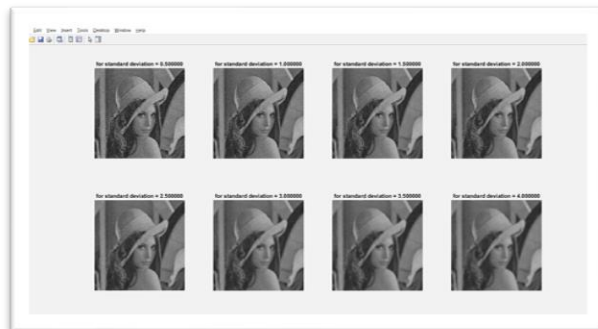 Edit View Insert Tools Desktop Window Help
for standard deviation = 0.500000 for standard deviation = 1.000000 for standard deviation = 1.500000 for standard deviation = 2.000000
for standard deviation = 2.500000 for standard deviation = 3.000000 for standard deviation = 3.500000 for standard deviation = 4.000000